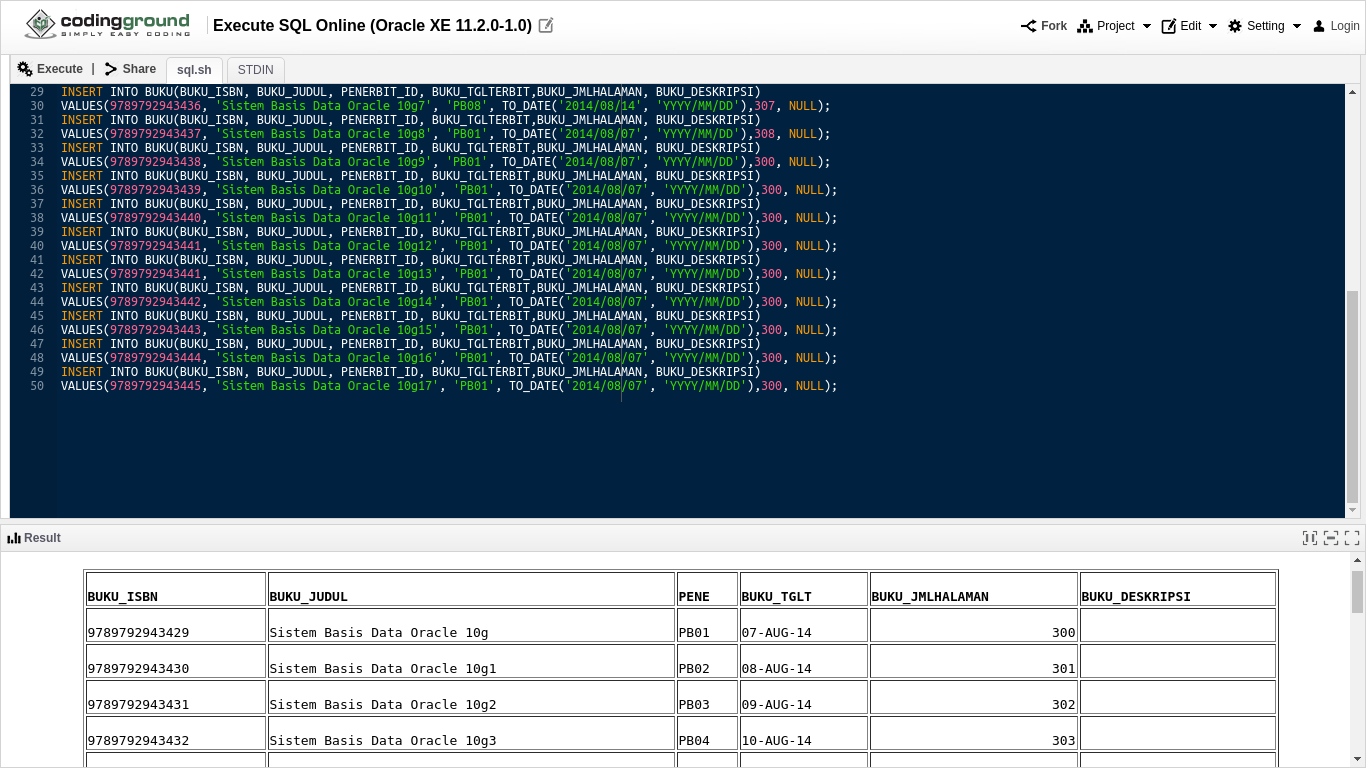 codingground
SIMPLY EASY CODING
Execute SQL Online (Oracle XE 11.2.0-1.0)
Fork Project Edit Setting Login
Execute | Share sql.sh STDIN
29 INSERT INTO BUKU(BUKU_ISBN, BUKU_JUDUL, PENERBIT_ID, BUKU_TGLTERBIT,BUKU_JMLHALAMAN, BUKU_DESKRIPSI)
30 VALUES(9789792943436, 'Sistem Basis Data Oracle 10g7', 'PB08', TO_DATE('2014/08/14', 'YYYY/MM/DD'),307, NULL);
31 INSERT INTO BUKU(BUKU_ISBN, BUKU_JUDUL, PENERBIT_ID, BUKU_TGLTERBIT,BUKU_JMLHALAMAN, BUKU_DESKRIPSI)
32 VALUES(9789792943437, 'Sistem Basis Data Oracle 10g8', 'PB01', TO_DATE('2014/08/07', 'YYYY/MM/DD'),308, NULL);
33 INSERT INTO BUKU(BUKU_ISBN, BUKU_JUDUL, PENERBIT_ID, BUKU_TGLTERBIT,BUKU_JMLHALAMAN, BUKU_DESKRIPSI)
34 VALUES(9789792943438, 'Sistem Basis Data Oracle 10g9', 'PB01', TO_DATE('2014/08/07', 'YYYY/MM/DD'),300, NULL);
35 INSERT INTO BUKU(BUKU_ISBN, BUKU_JUDUL, PENERBIT_ID, BUKU_TGLTERBIT,BUKU_JMLHALAMAN, BUKU_DESKRIPSI)
36 VALUES(9789792943439, 'Sistem Basis Data Oracle 10g10', 'PB01', TO_DATE('2014/08/07', 'YYYY/MM/DD'),300, NULL);
37 INSERT INTO BUKU(BUKU_ISBN, BUKU_JUDUL, PENERBIT_ID, BUKU_TGLTERBIT,BUKU_JMLHALAMAN, BUKU_DESKRIPSI)
38 VALUES(9789792943440, 'Sistem Basis Data Oracle 10g11', 'PB01', TO_DATE('2014/08/07', 'YYYY/MM/DD'),300, NULL);
39 INSERT INTO BUKU(BUKU_ISBN, BUKU_JUDUL, PENERBIT_ID, BUKU_TGLTERBIT,BUKU_JMLHALAMAN, BUKU_DESKRIPSI)
40 VALUES(9789792943441, 'Sistem Basis Data Oracle 10g12', 'PB01', TO_DATE('2014/08/07', 'YYYY/MM/DD'),300, NULL);
41 INSERT INTO BUKU(BUKU_ISBN, BUKU_JUDUL, PENERBIT_ID, BUKU_TGLTERBIT,BUKU_JMLHALAMAN, BUKU_DESKRIPSI)
42 VALUES(9789792943441, 'Sistem Basis Data Oracle 10g13', 'PB01', TO_DATE('2014/08/07', 'YYYY/MM/DD'),300, NULL);
43 INSERT INTO BUKU(BUKU_ISBN, BUKU_JUDUL, PENERBIT_ID, BUKU_TGLTERBIT,BUKU_JMLHALAMAN, BUKU_DESKRIPSI)
44 VALUES(9789792943442, 'Sistem Basis Data Oracle 10g14', 'PB01', TO_DATE('2014/08/07', 'YYYY/MM/DD'),300, NULL);
45 INSERT INTO BUKU(BUKU_ISBN, BUKU_JUDUL, PENERBIT_ID, BUKU_TGLTERBIT,BUKU_JMLHALAMAN, BUKU_DESKRIPSI)
46 VALUES(9789792943443, 'Sistem Basis Data Oracle 10g15', 'PB01', TO_DATE('2014/08/07', 'YYYY/MM/DD'),300, NULL);
47 INSERT INTO BUKU(BUKU_ISBN, BUKU_JUDUL, PENERBIT_ID, BUKU_TGLTERBIT,BUKU_JMLHALAMAN, BUKU_DESKRIPSI)
48 VALUES(9789792943444, 'Sistem Basis Data Oracle 10g16', 'PB01', TO_DATE('2014/08/07', 'YYYY/MM/DD'),300, NULL);
49 INSERT INTO BUKU(BUKU_ISBN, BUKU_JUDUL, PENERBIT_ID, BUKU_TGLTERBIT,BUKU_JMLHALAMAN, BUKU_DESKRIPSI)
50 VALUES(9789792943445, 'Sistem Basis Data Oracle 10g17', 'PB01', TO_DATE('2014/08/07', 'YYYY/MM/DD'),300, NULL);
Result
BUKU_ISBN BUKU_JUDUL PENE BUKU_TGLT BUKU_JMLHALAMAN BUKU_DESKRIPSI
9789792943429 Sistem Basis Data Oracle 10g PB01 07-AUG-14 300
9789792943430 Sistem Basis Data Oracle 10g1 PB02 08-AUG-14 301
9789792943431 Sistem Basis Data Oracle 10g2 PB03 09-AUG-14 302
9789792943432 Sistem Basis Data Oracle 10g3 PB04 10-AUG-14 303